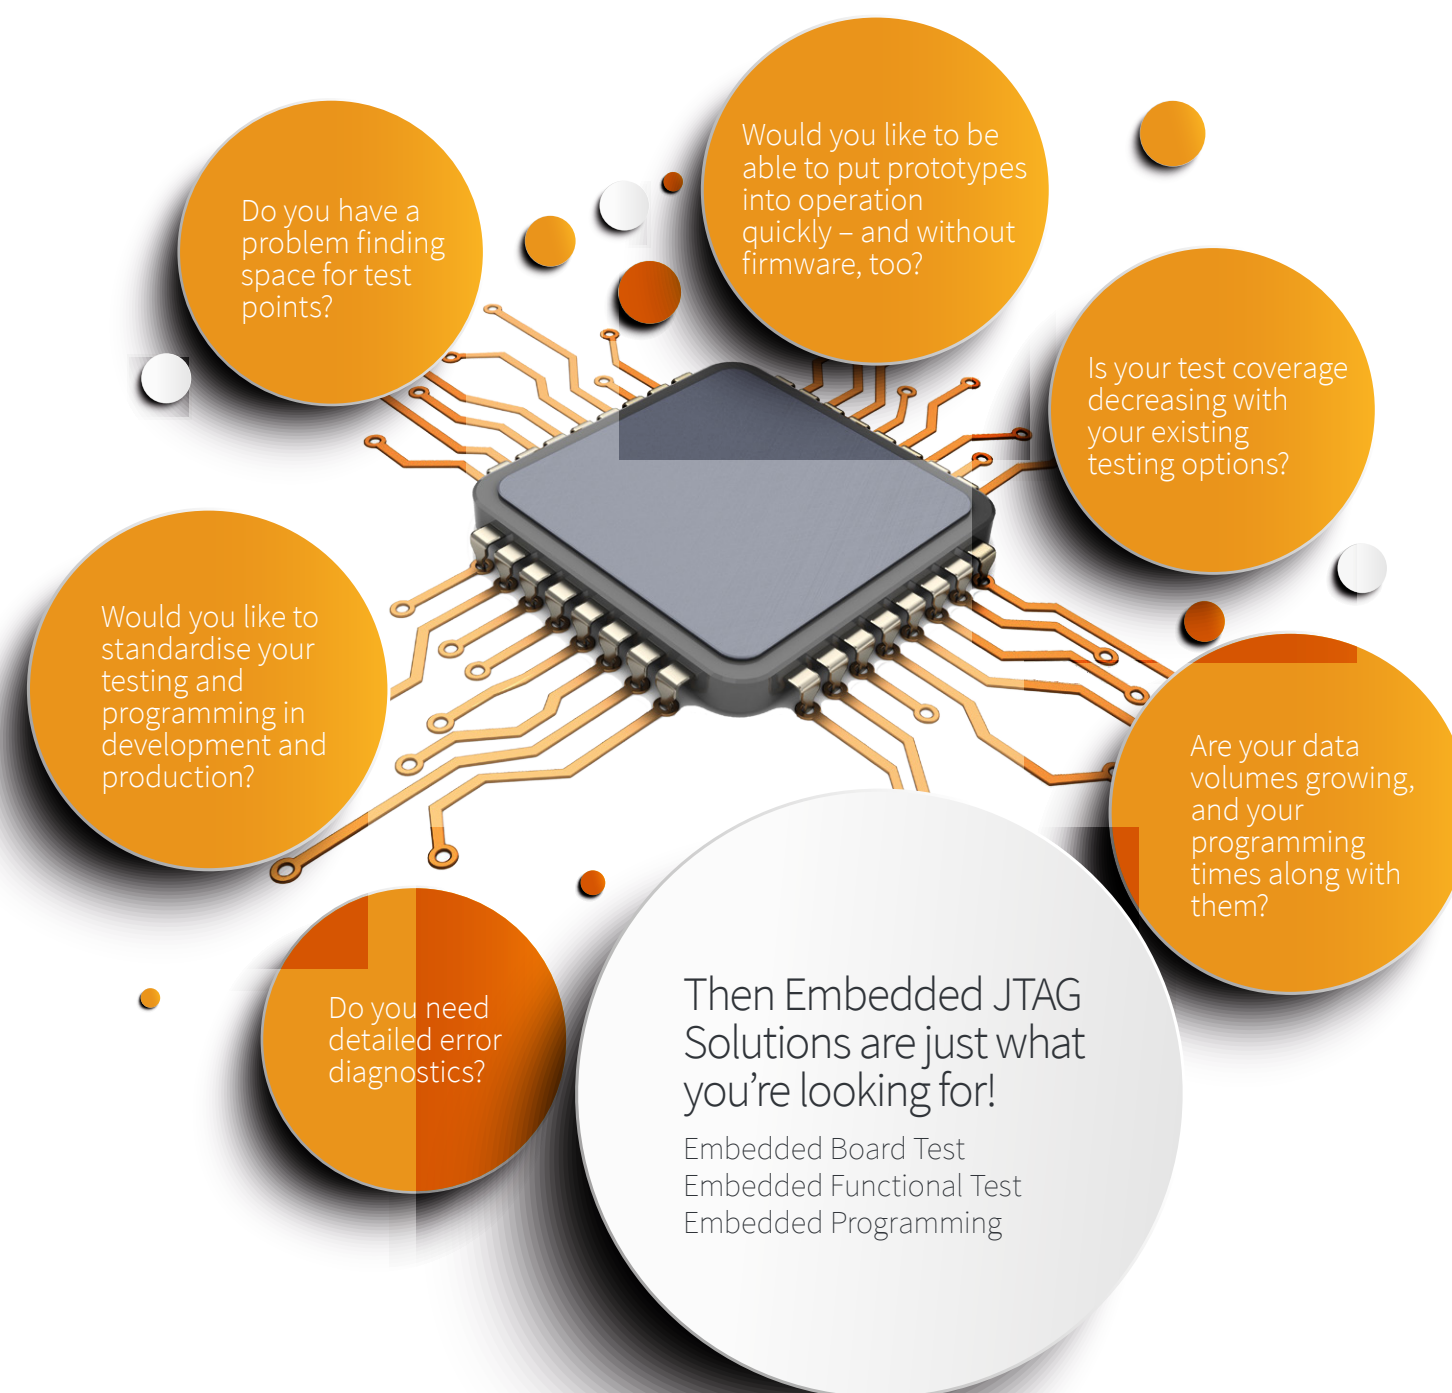 Do you have a
problem finding
space for test
points?
Would you like to be
able to put prototypes
into operation
quickly – and without
firmware, too?
Is your test coverage
decreasing with
your existing
testing options?
Would you like to
standardise your
testing and
programming in
development and
production?
Are your data
volumes growing,
and your
programming
times along with
them?
Do you need
detailed error
diagnostics?
Then Embedded JTAG
Solutions are just what
you're looking for!
Embedded Board Test
Embedded Functional Test
Embedded Programming